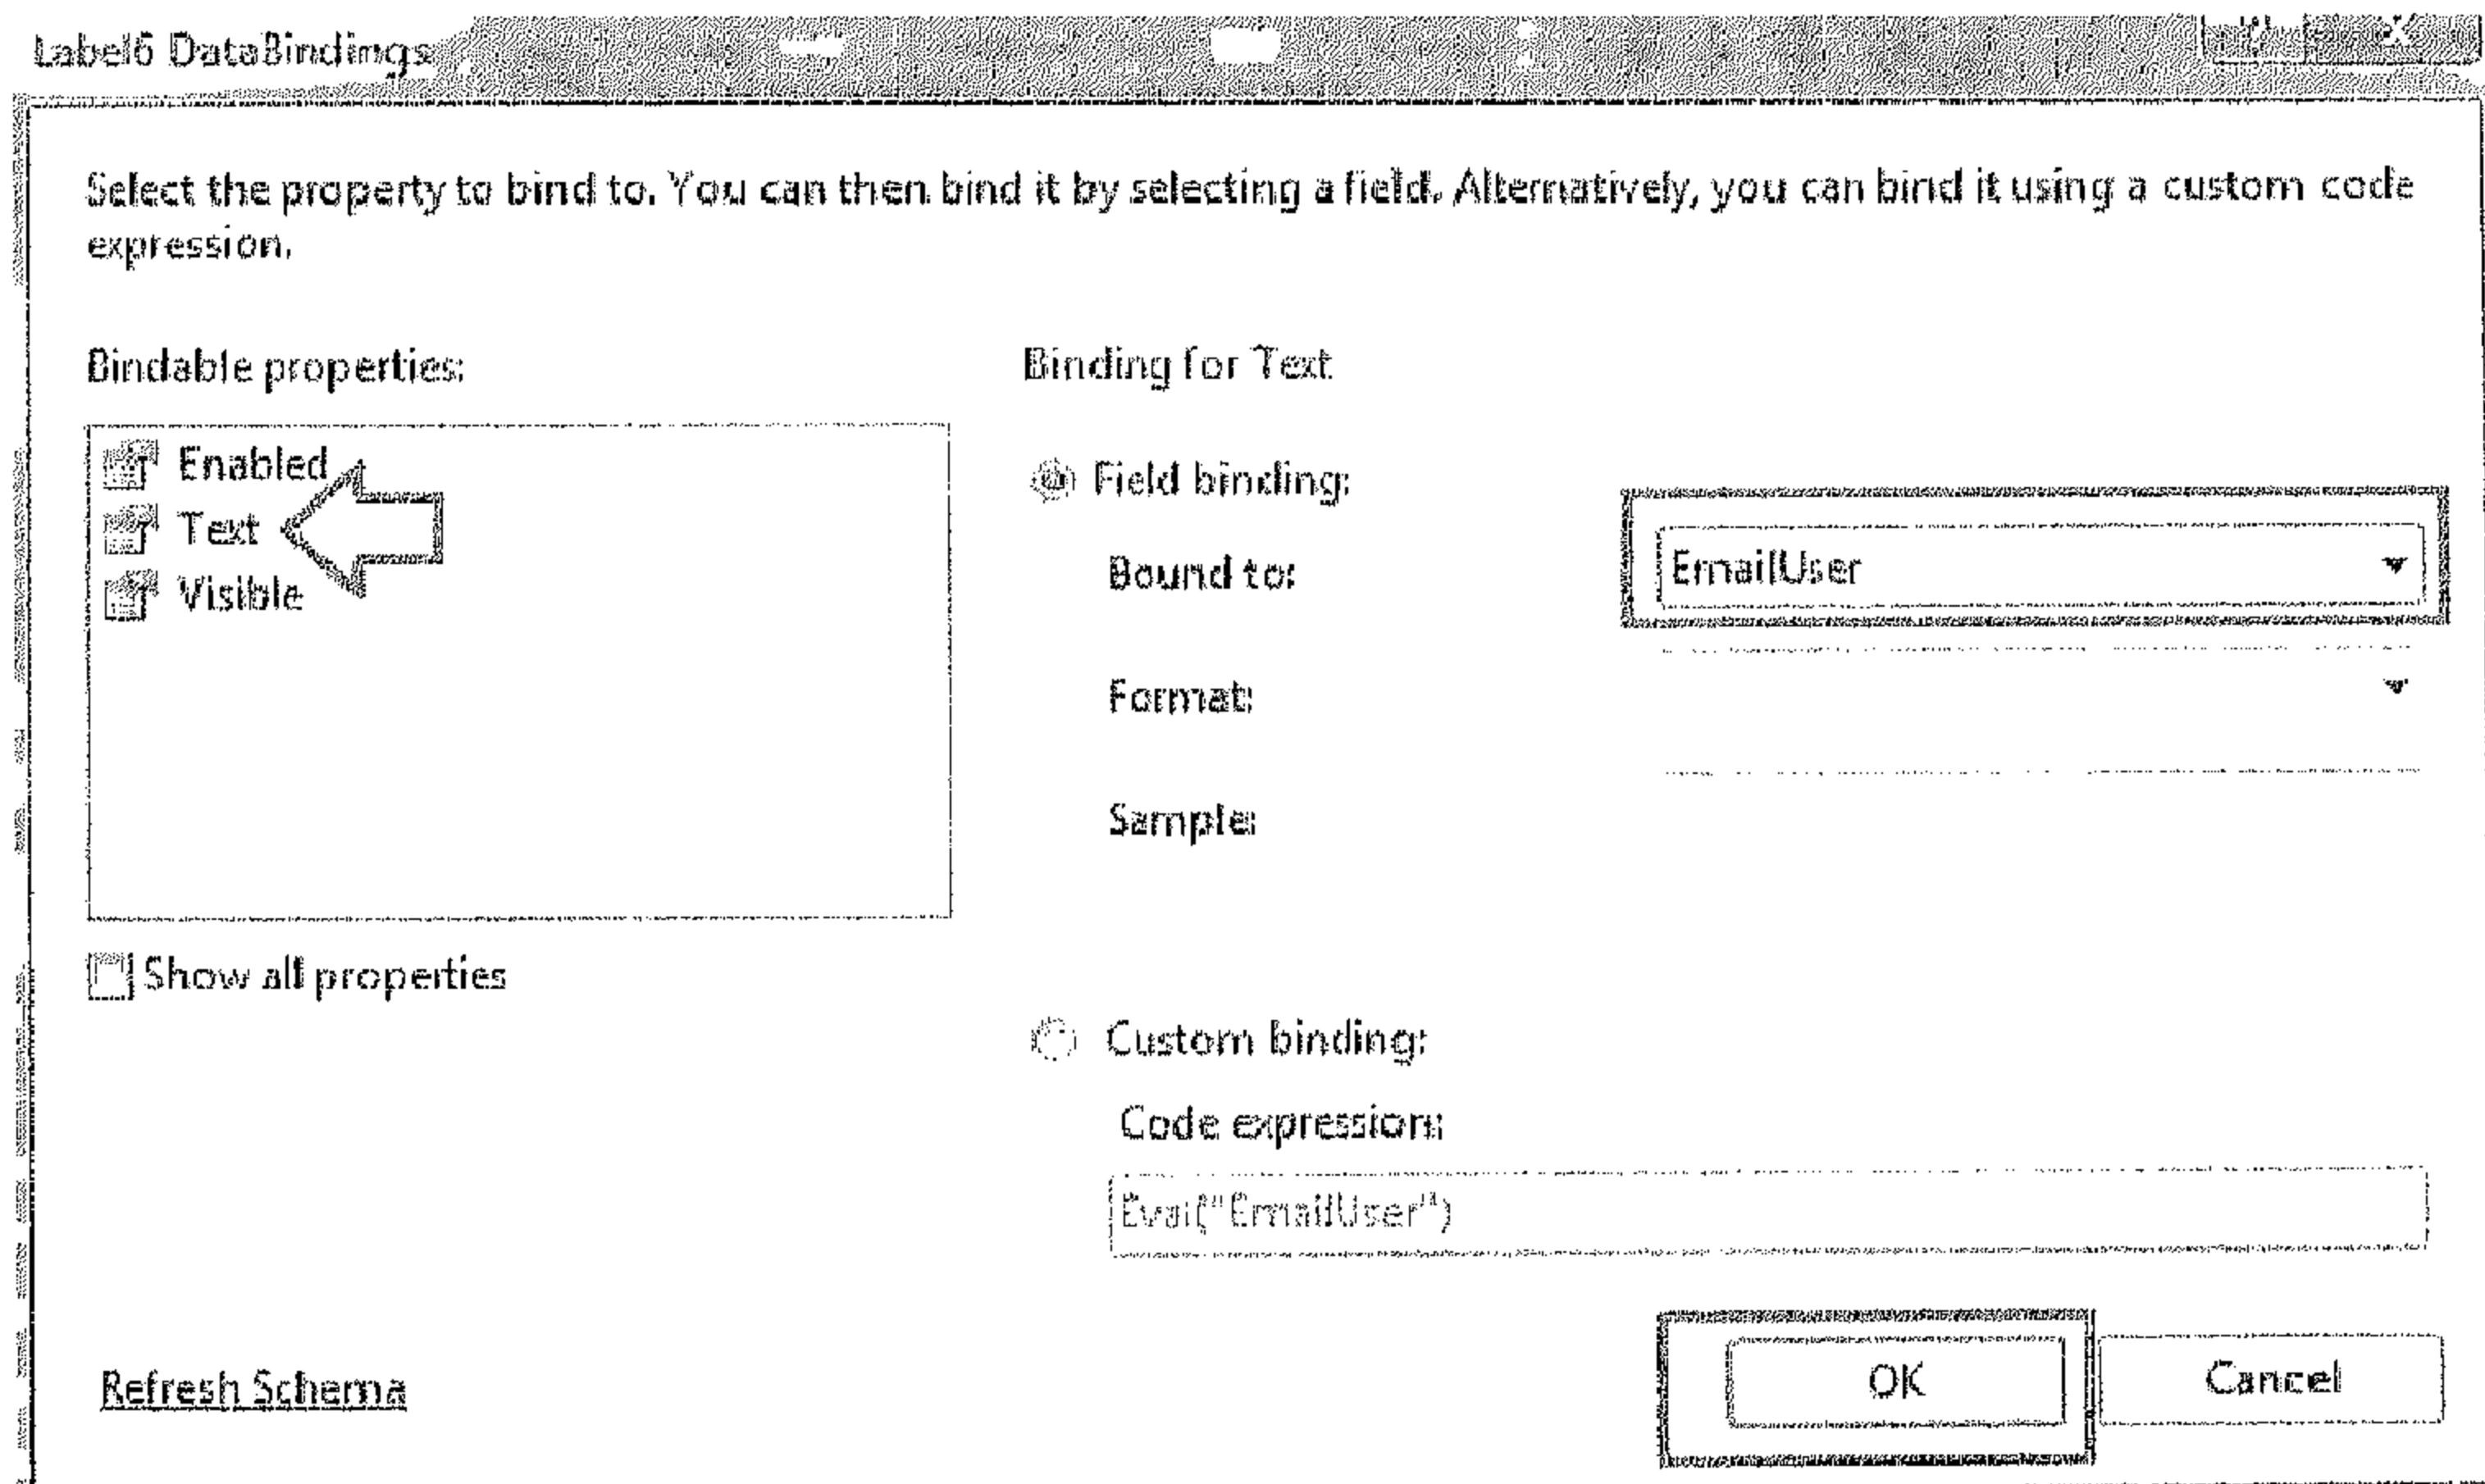 Label6 DataBindings
Select the property to bind to. You can then bind it by selecting a field. Alternatively, you can bind it using a custom code
expression.
Bindable properties:
Enabled
Text
Visible
Show all properties
Refresh Schema
Binding for Text
Field binding:
Bound to:
EmailUser
Format:
Sample:
Custom binding:
Code expression:
Eval("EmailUser")
OK
Cancel